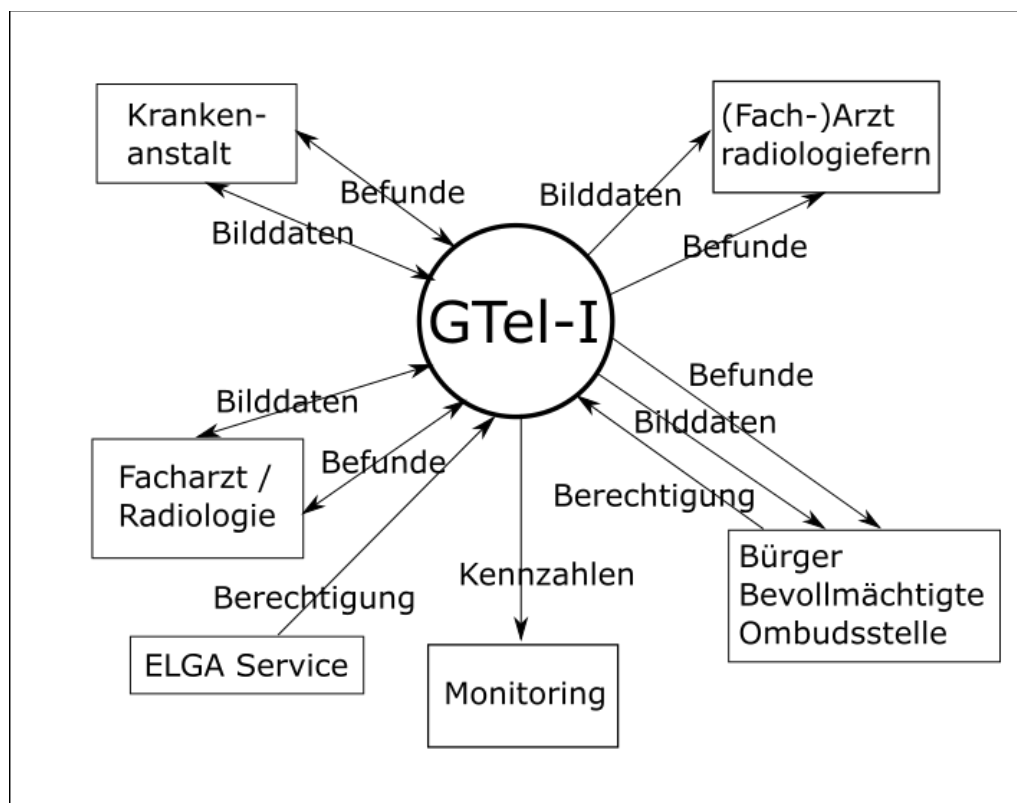 Kranken-
anstalt
(Fach-)Arzt
radiologiefern
Befunde
Bilddaten
Bilddaten
Befunde
GTel-I
Bilddaten
Befunde
Befunde
Bilddaten
Berechtigung
Facharzt /
Radiologie
Berechtigung
Kennzahlen
Bürger
Bevollmächtigte
Ombudsstelle
ELGA Service
Monitoring